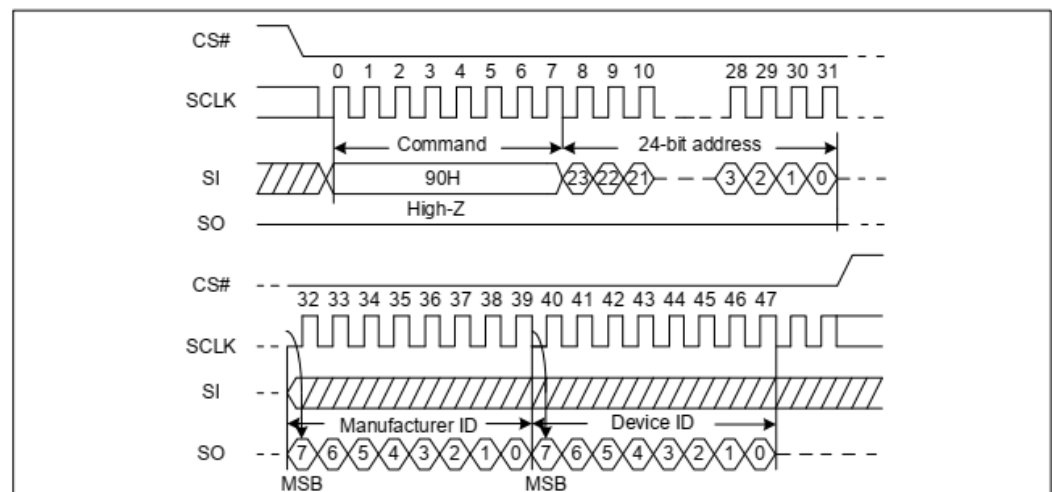 CS#
0 1 2 3 4 5 6 7 8 9 10 28 29 30 31
SCLK
Command 24-bit address
SI 90H 23 22 21 3 2 1 0
High-Z
SO
CS#
32 33 34 35 36 37 38 39 40 41 42 43 44 45 46 47
SCLK
SI
Manufacturer ID Device ID
SO 7 6 5 4 3 2 1 0 7 6 5 4 3 2 1 0
MSB MSB